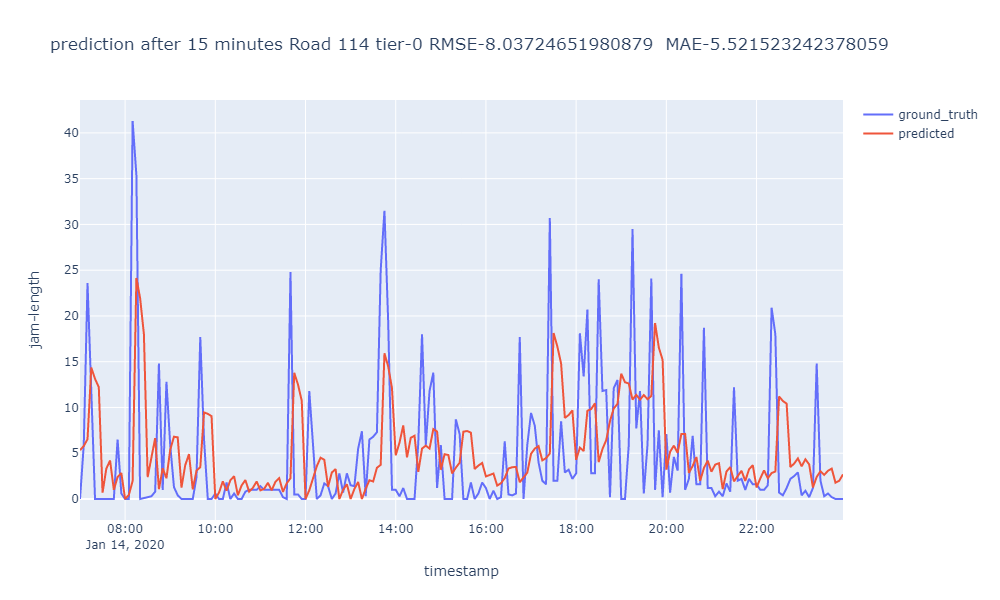 prediction after 15 minutes Road 114 tier-0 RMSE-8.03724651980879  MAE-5.521523242378059
ground_truth
predicted
jam-length
40
35
30
25
20
15
10
5
0
08:00 10:00 12:00 14:00 16:00 18:00 20:00 22:00
Jan 14, 2020
timestamp